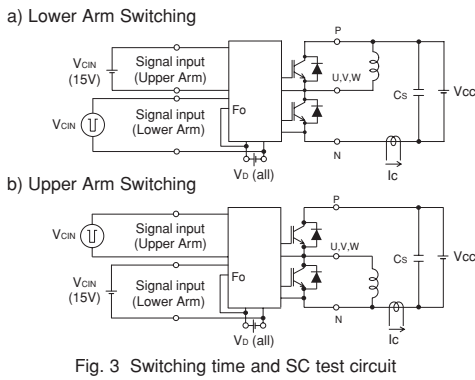 a) Lower Arm Switching
P
VCIN
(15V)
Signal input
(Upper Arm)
U,V,W
CS
VCC
VCIN
Signal input
(Lower Arm)
Fo
N
VD (all)
Ic
b) Upper Arm Switching
P
VCIN
Signal input
(Upper Arm)
U,V,W
CS
VCC
VCIN
(15V)
Signal input
(Lower Arm)
Fo
N
VD (all)
Ic
Fig. 3 Switching time and SC test circuit